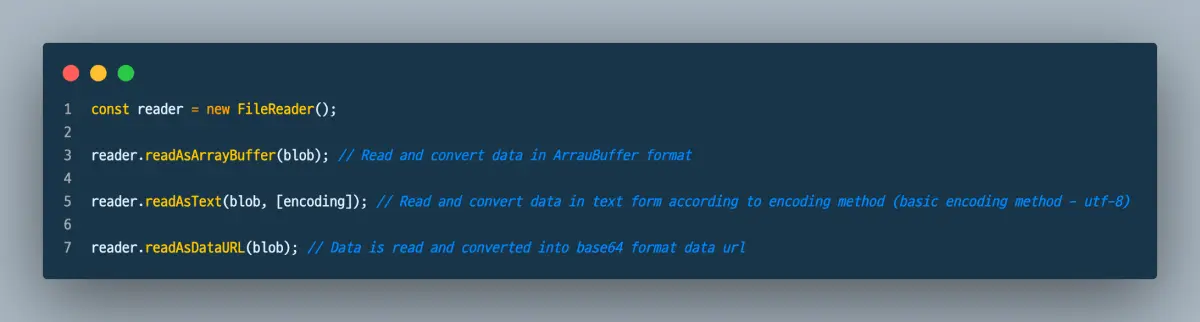 1 const reader = new FileReader();
2
3 reader.readAsArrayBuffer(blob); // Read and convert data in ArrauBuffer format
4
5 reader.readAsText(blob, [encoding]); // Read and convert data in text form according to encoding method (basic encoding method - utf-8)
6
7 reader.readAsDataURL(blob); // Data is read and converted into base64 format data url